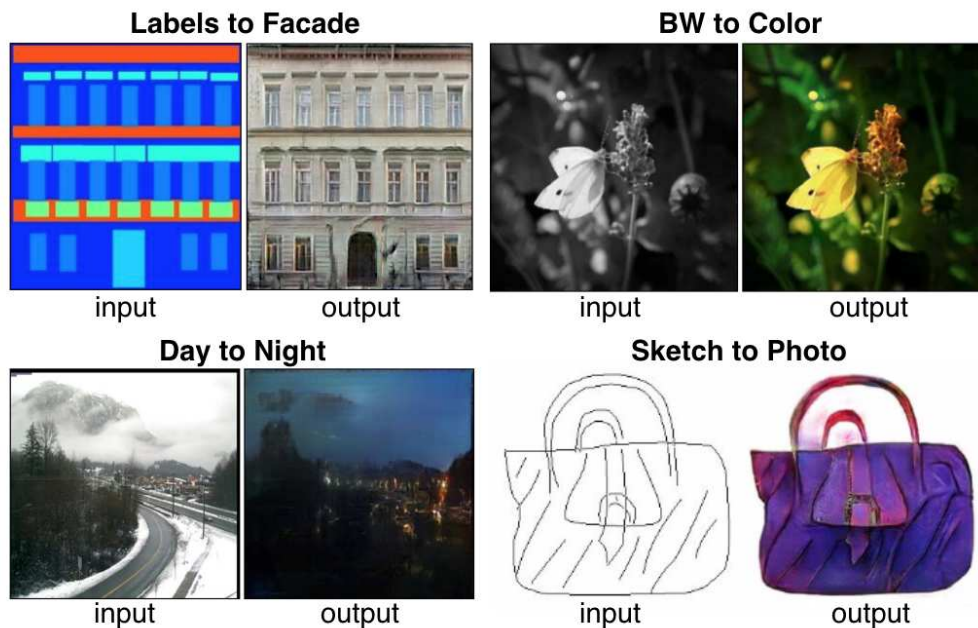 Labels to Facade
BW to Color
input
output
input
output
Day to Night
Sketch to Photo
input
output
input
output